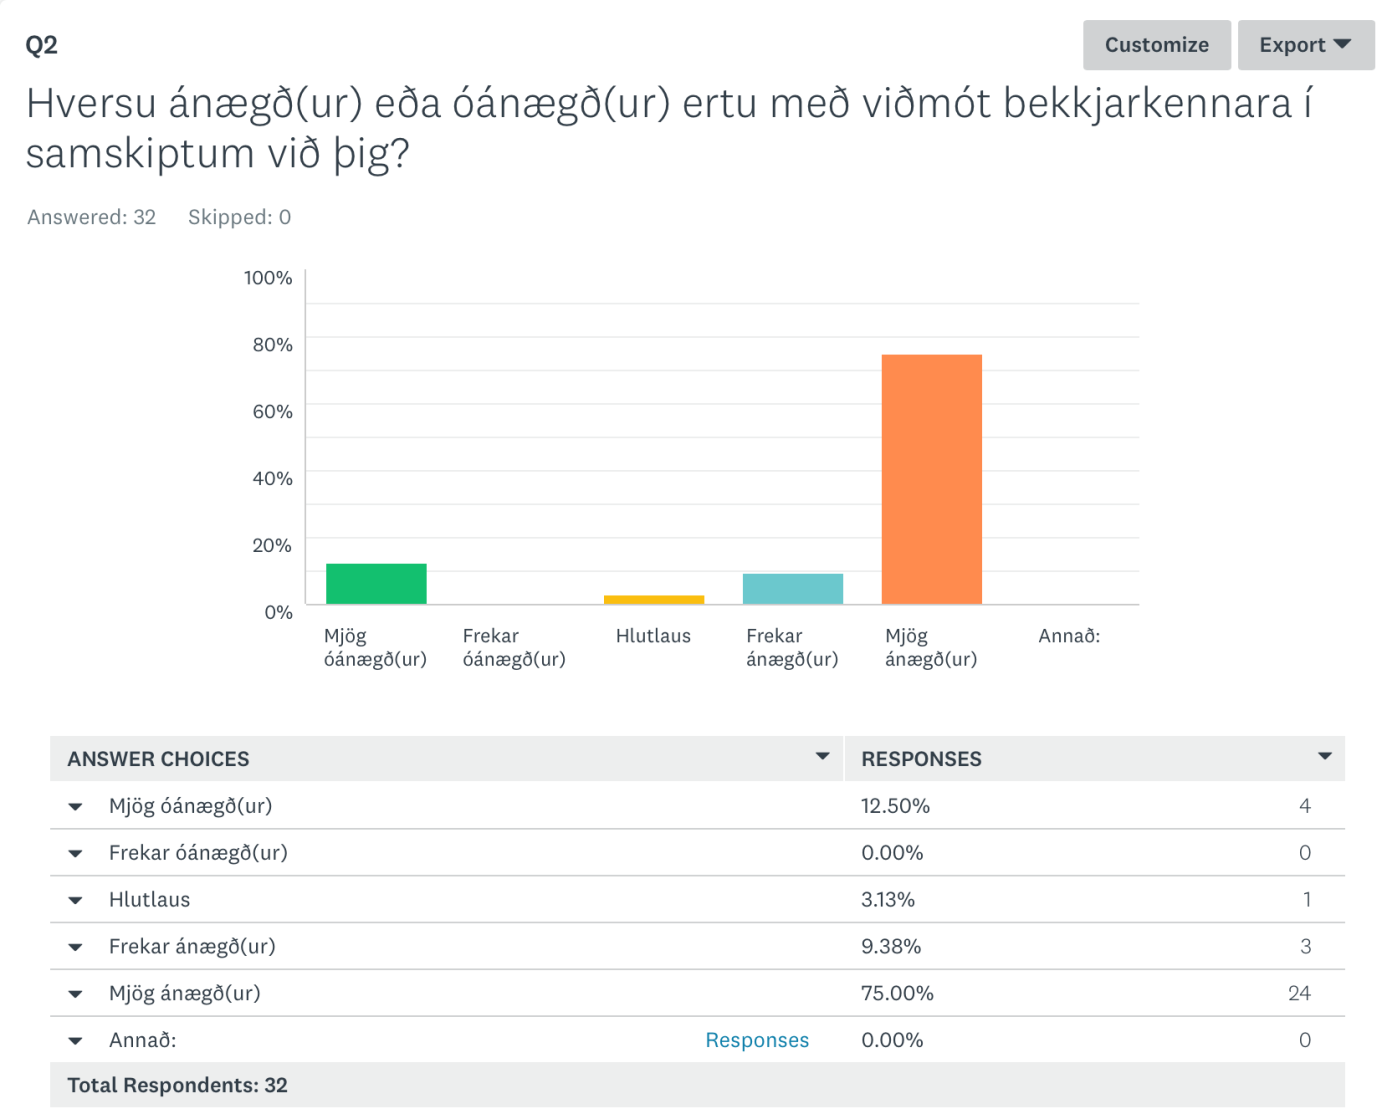 Q2
Customize
Export
Hversu ánægð(ur) eða óánægð(ur) ertu með viðmót bekkjarkennara í
samskiptum við þig?
Answered: 32 Skipped: 0
100%
80%
60%
40%
20%
0%
Mjög
óánægð(ur)
Frekar
óánægð(ur)
Hlutlaus
Frekar
ánægð(ur)
Mjög
ánægð(ur)
Annað:
ANSWER CHOICES RESPONSES
Mjög óánægð(ur) 12.50% 4
Frekar óánægð(ur) 0.00% 0
Hlutlaus 3.13% 1
Frekar ánægð(ur) 9.38% 3
Mjög ánægð(ur) 75.00% 24
Annað: Responses 0.00% 0
Total Respondents: 32